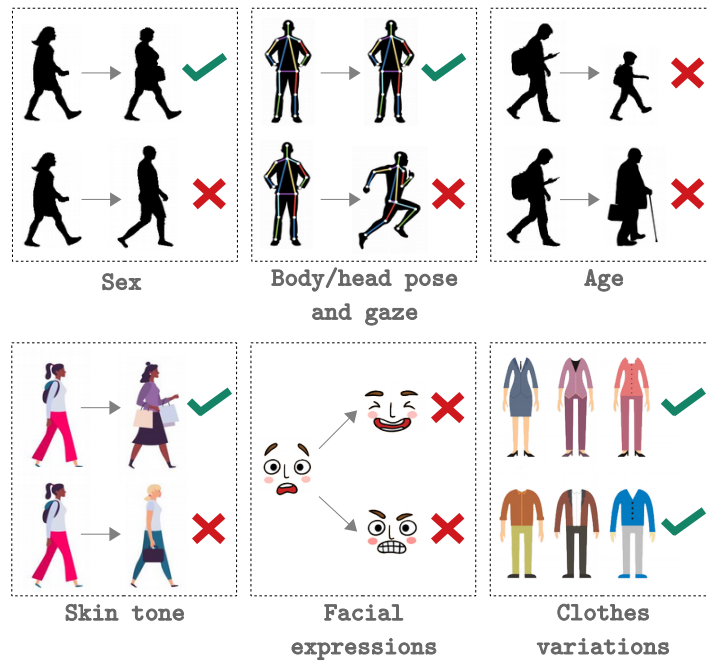 Sex
Body/head pose
and gaze
Age
Skin tone
Facial
expressions
Clothes
variations